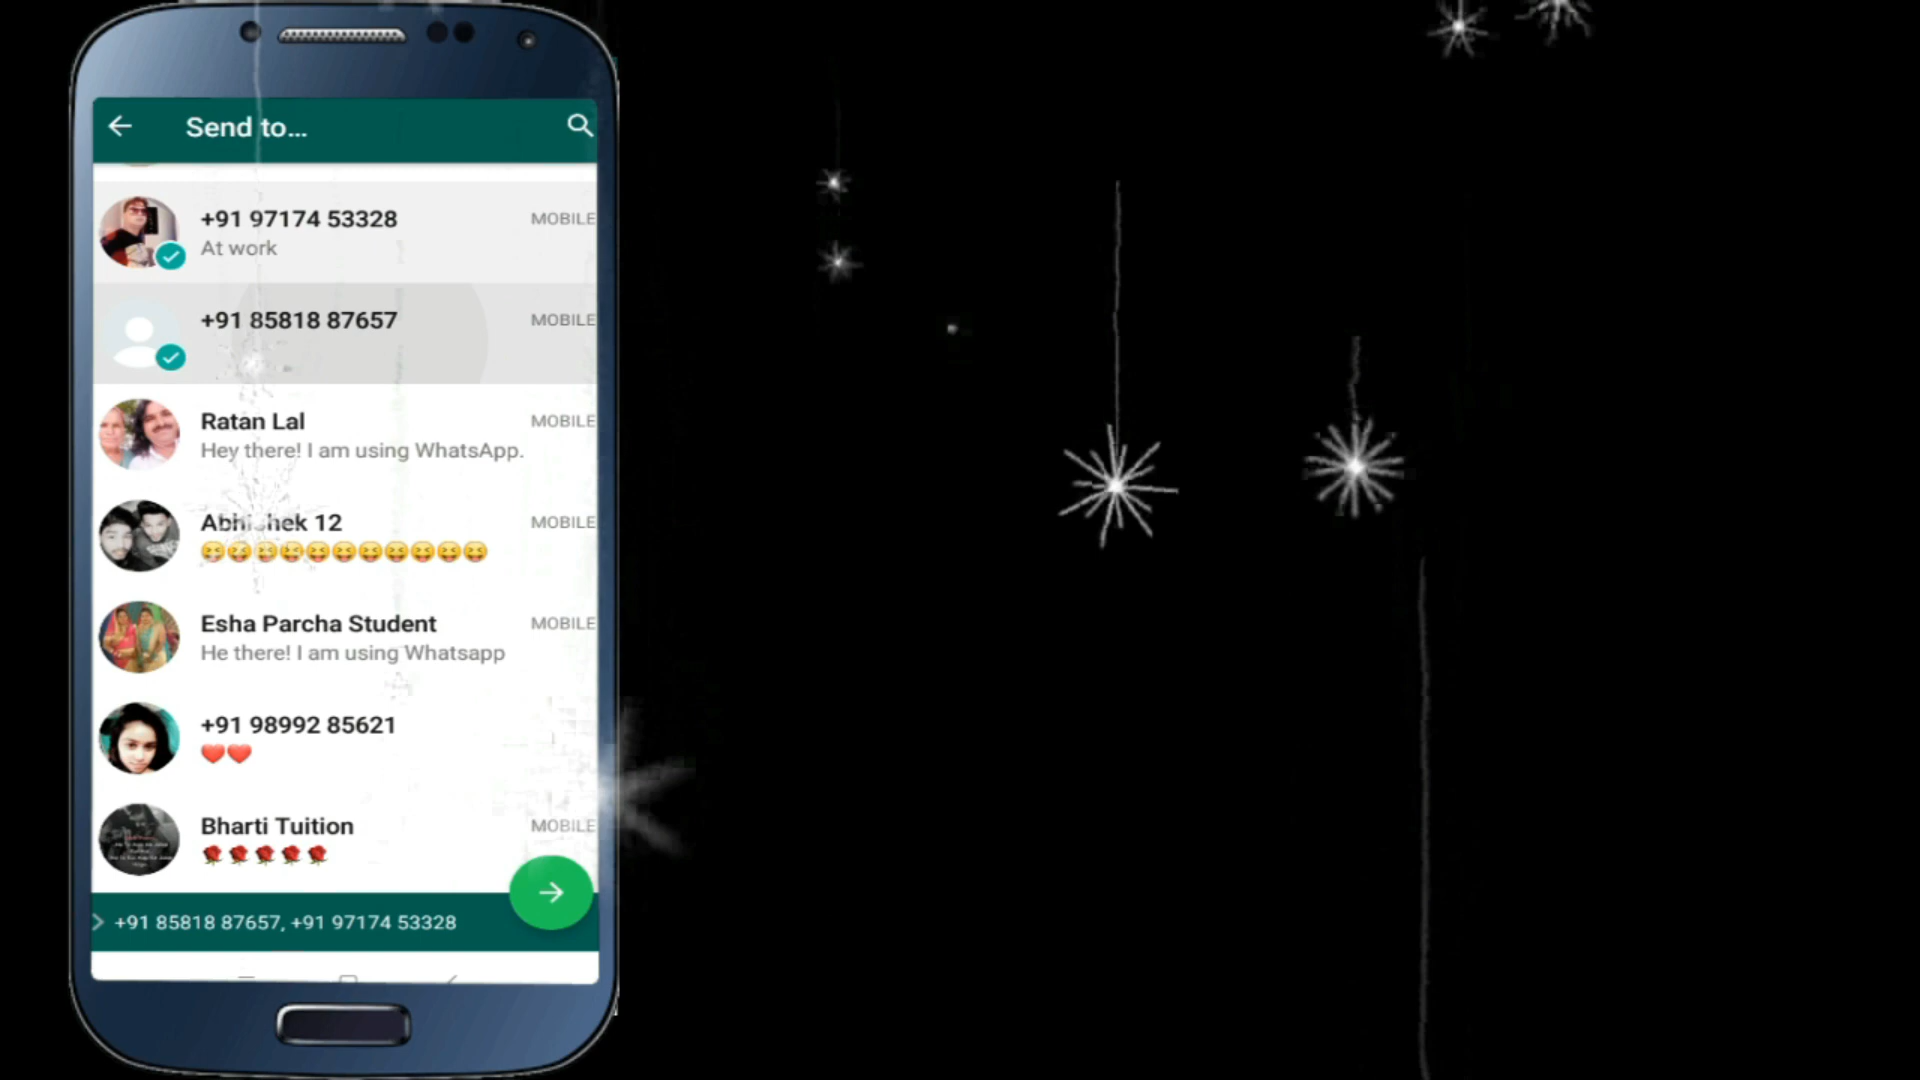 Send to...
+91 97174 53328 MOBILE
At work
+91 85818 87657 MOBILE
Ratan Lal MOBILE
Hey there! I am using WhatsApp.
Abhishek 12 MOBILE
😝😝😝😝😝😝😝😝😝😝😝
Esha Parcha Student MOBILE
He there! I am using Whatsapp
+91 98992 85621
❤️❤️
Bharti Tuition MOBILE
🌹🌹🌹🌹🌹
+91 85818 87657, +91 97174 53328